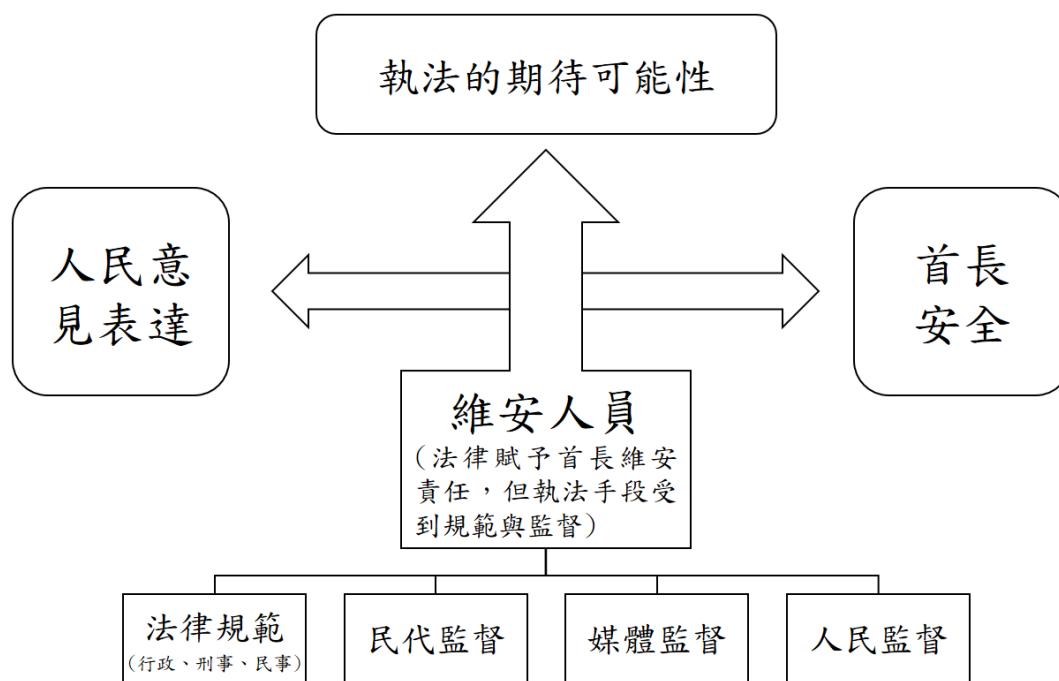 執法的期待可能性
人民意
見表達
首長
安全
維安人員
(法律賦予首長維安
責任，但執法手段受
到規範與監督)
法律規範
(行政、刑事、民事)
民代監督
媒體監督
人民監督